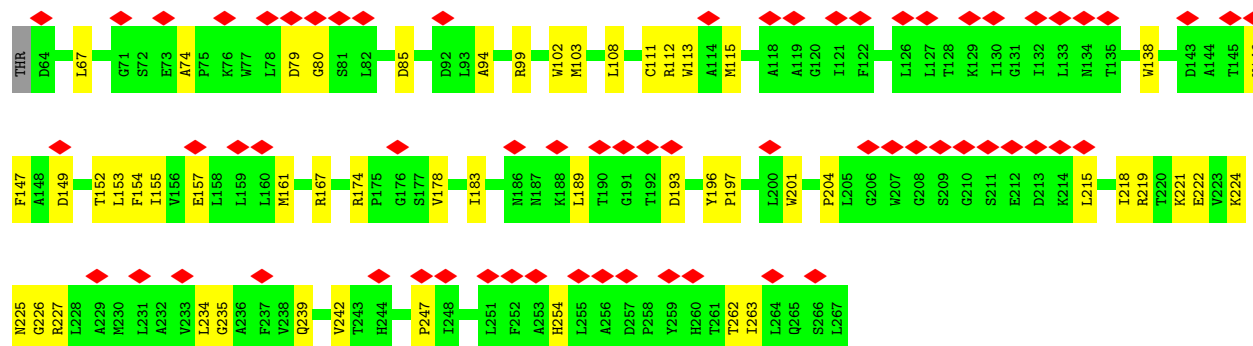 THR D64 L67 G71 S72 E73 A74 P75 K76 W77 L78 D79 G80 S81 L82 D85 D92 L93 A94 R99 W102 M103 L108 C111 R112 W113 A114 M115 A118 A119 G120 I121 F122 L126 L127 T128 K129 I130 G131 I132 L133 N134 T135 W138 D143 A144 T145
F147 A148 D149 T152 L153 F154 I155 V156 E157 L158 L159 L160 M161 R167 R174 P175 G176 S177 V178 I183 N186 N187 K188 L189 T190 G191 T192 D193 Y196 P197 L200 W201 P204 L205 G206 W207 G208 S209 G210 S211 E212 D213 K214 L215 I218 R219 T220 K221 E222 V223 K224
N225 G226 R227 L228 A229 M230 L231 A232 V233 L234 G235 A236 F237 V238 Q239 V242 T243 H244 P247 I248 L251 F252 A253 H254 L255 A256 D257 P258 Y259 H260 T261 T262 I263 L264 Q265 S266 L267